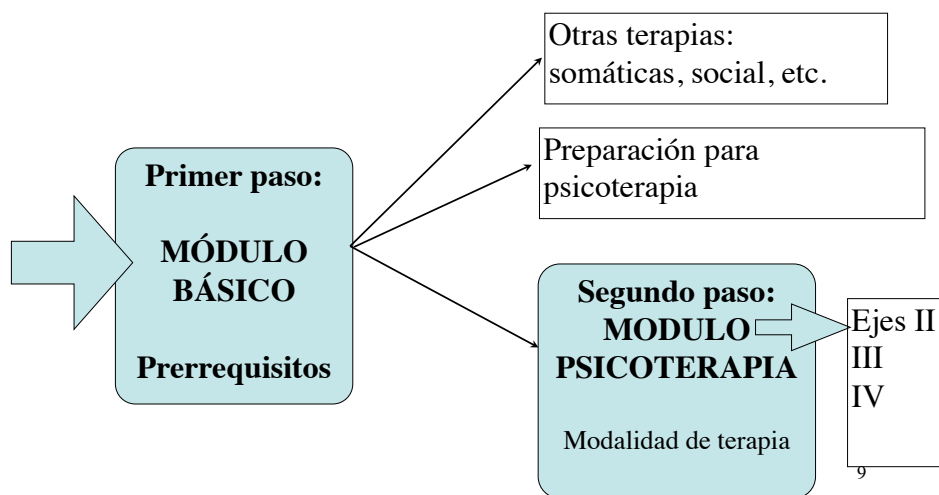 Otras terapias:
somáticas, social, etc.
Preparación para
psicoterapia
Primer paso:
MÓDULO
BÁSICO
Prerrequisitos
Segundo paso:
MODULO
PSICOTERAPIA
Modalidad de terapia
Ejes II
III
IV
9